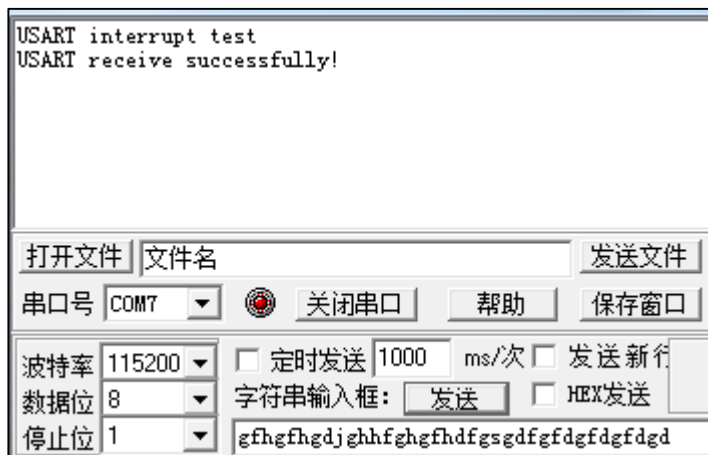 USART interrupt test
USART receive successfully!
打开文件 文件名 发送文件
串口号 COM7 关闭串口 帮助 保存窗口
波特率 115200 定时发送 1000 ms/次 发送新行
数据位 8 字符串输入框： 发送 HEX发送
停止位 1 gfhgfhgdjghhfghgfhdfgsgdfgfdgfdgfdgd